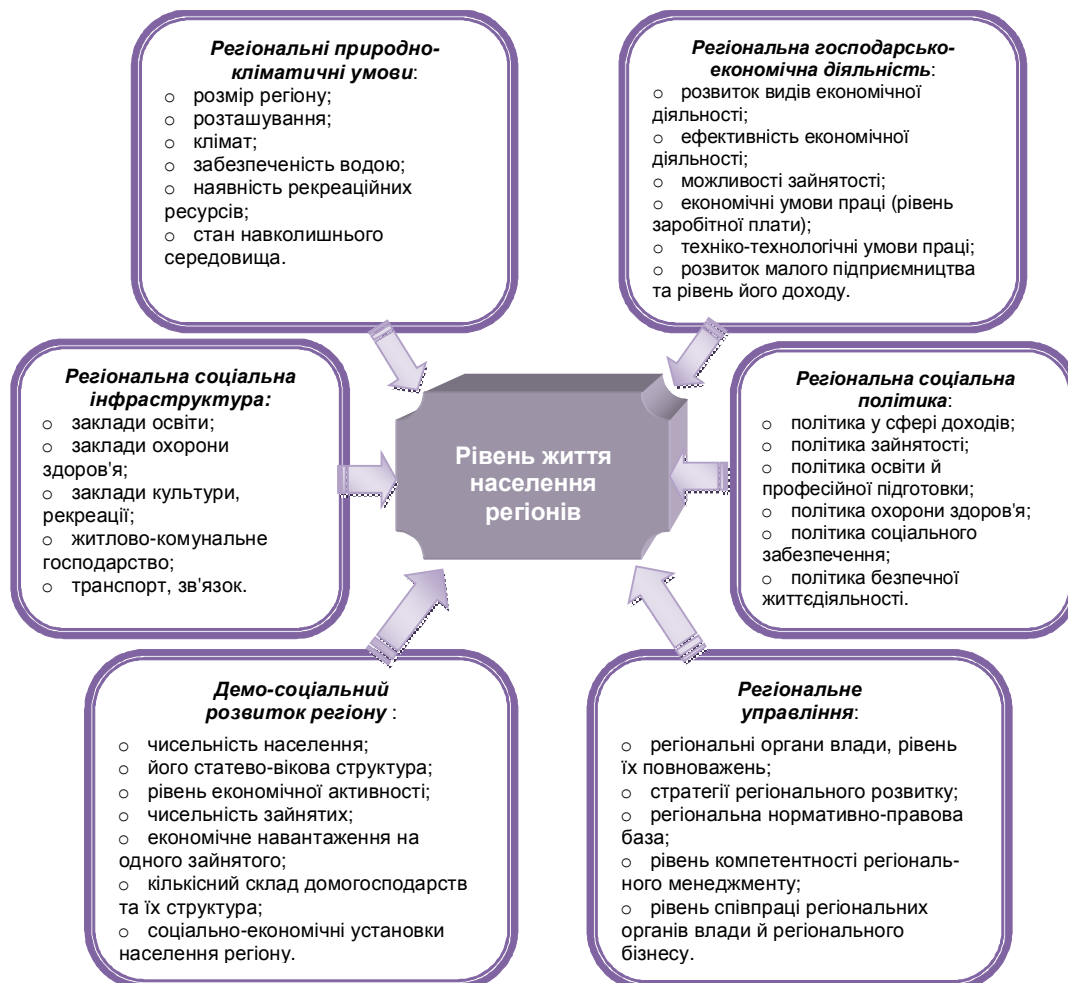 Регіональні природно-
кліматичні умови:
o розмір регіону;
o розташування;
o клімат;
o забезпеченість водою;
o наявність рекреаційних
ресурсів;
o стан навколишнього
середовища.
Регіональна господарсько-
економічна діяльність:
o розвиток видів економічної
діяльності;
o ефективність економічної
діяльності;
o можливості зайнятості;
o економічні умови праці (рівень
заробітної плати);
o техніко-технологічні умови праці;
o розвиток малого підприємництва
та рівень його доходу.
Регіональна соціальна
інфраструктура:
o заклади освіти;
o заклади охорони
здоров'я;
o заклади культури,
рекреації;
o житлово-комунальне
господарство;
o транспорт, зв'язок.
Рівень життя
населення
регіонів
Регіональна соціальна
політика:
o політика у сфері доходів;
o політика зайнятості;
o політика освіти й
професійної підготовки;
o політика охорони здоров'я;
o політика соціального
забезпечення;
o політика безпечної
життєдіяльності.
Демо-соціальний
розвиток регіону :
o чисельність населення;
o його статево-вікова структура;
o рівень економічної активності;
o чисельність зайнятих;
o економічне навантаження на
одного зайнятого;
o кількісний склад домогосподарств
та їх структура;
o соціально-економічні установки
населення регіону.
Регіональне
управління:
o регіональні органи влади, рівень
їх повноважень;
o стратегії регіонального розвитку;
o регіональна нормативно-правова
база;
o рівень компетентності регіональ-
ного менеджменту;
o рівень співпраці регіональних
органів влади й регіонального
бізнесу.